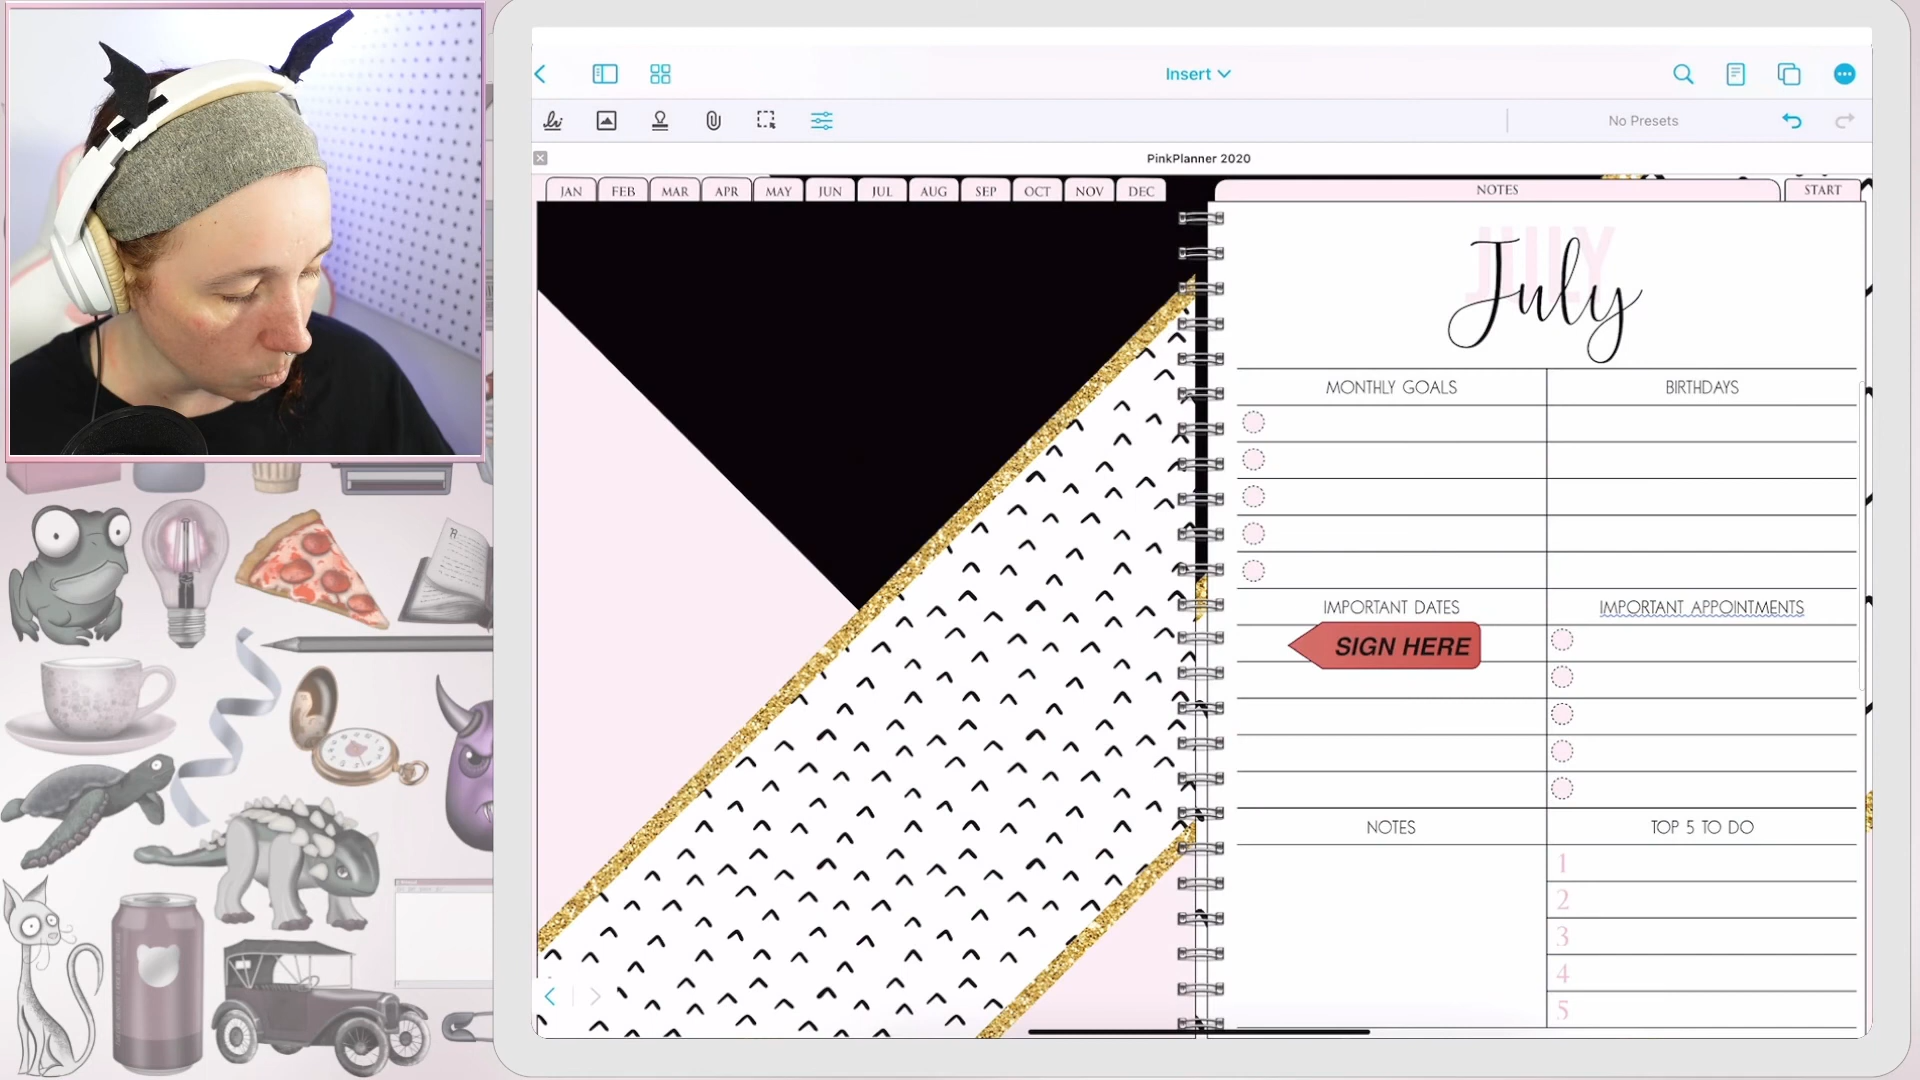 Insert
No Presets
PinkPlanner 2020
JAN FEB MAR APR MAY JUN JUL AUG SEP OCT NOV DEC
NOTES START
JULY
July
MONTHLY GOALS BIRTHDAYS
IMPORTANT DATES IMPORTANT APPOINTMENTS
SIGN HERE
NOTES TOP 5 TO DO
1
2
3
4
5